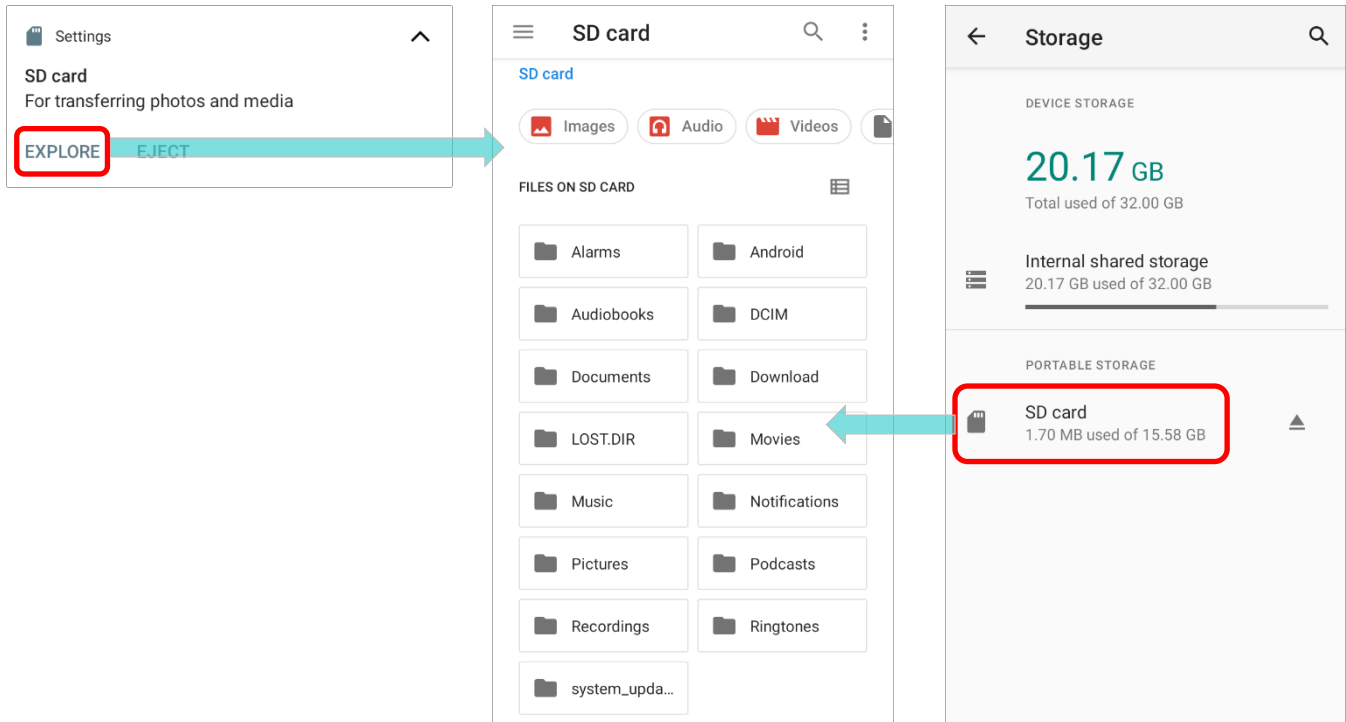 Settings
SD card
For transferring photos and media
EXPLORE EJECT
SD card
SD card
Images Audio Videos
FILES ON SD CARD
Alarms Android
Audiobooks DCIM
Documents Download
LOST.DIR Movies
Music Notifications
Pictures Podcasts
Recordings Ringtones
system_upda...
Storage
DEVICE STORAGE
20.17 GB
Total used of 32.00 GB
Internal shared storage
20.17 GB used of 32.00 GB
PORTABLE STORAGE
SD card
1.70 MB used of 15.58 GB